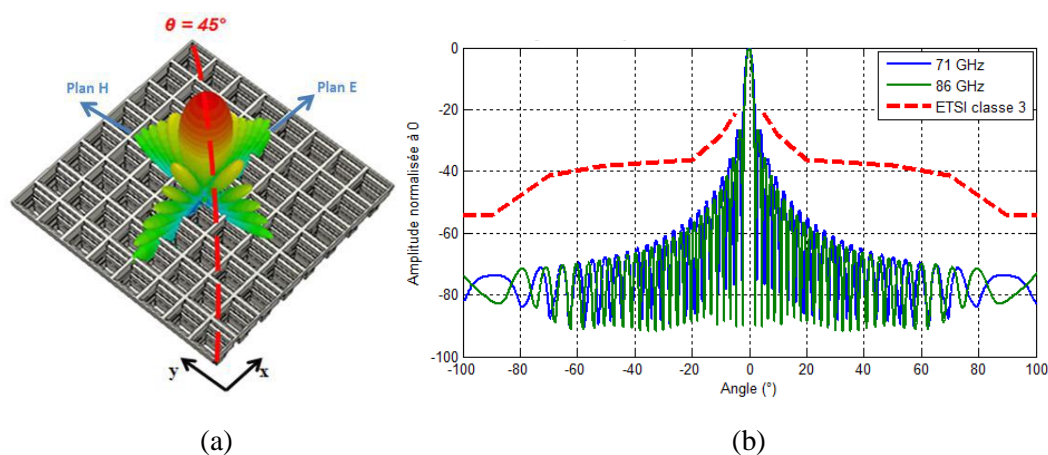 θ = 45°
Plan H
Plan E
y
x
(a)
Amplitude normalisée à 0
0
-20
-40
-60
-80
-100
71 GHz
86 GHz
ETSI classe 3
-100 -80 -60 -40 -20 0 20 40 60 80 100
Angle (°)
(b)